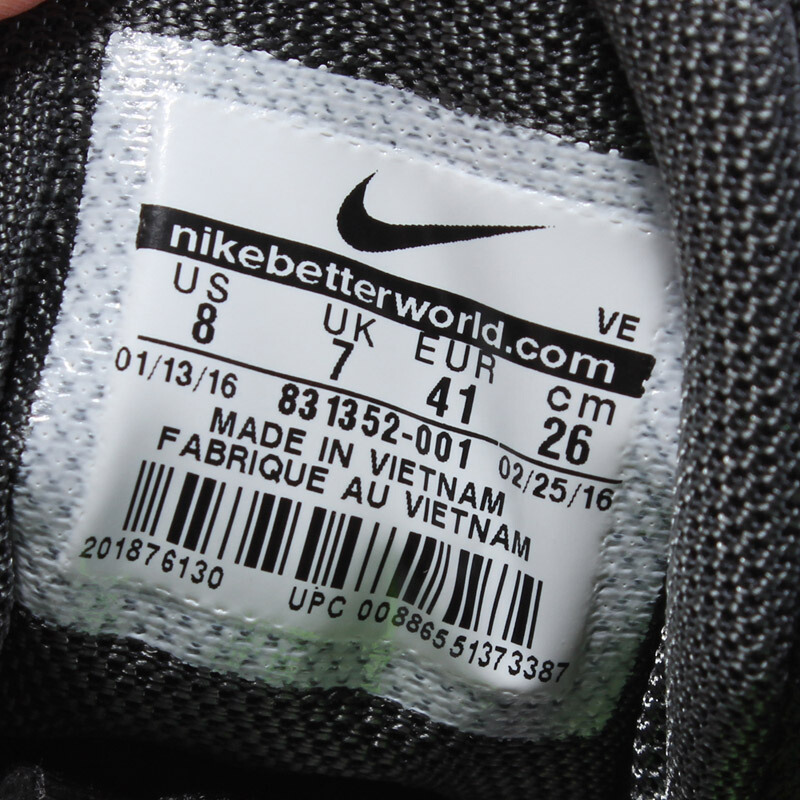 nikebetterworld.com VE
US UK EUR cm
8 7 41 26
01/13/16 831352-001 02/25/16
MADE IN VIETNAM
FABRIQUE AU VIETNAM
201876130 UPC 00886551373387